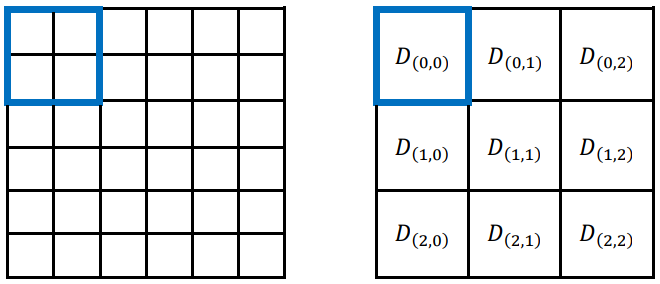 D(0,0) D(0,1) D(0,2)
D(1,0) D(1,1) D(1,2)
D(2,0) D(2,1) D(2,2)